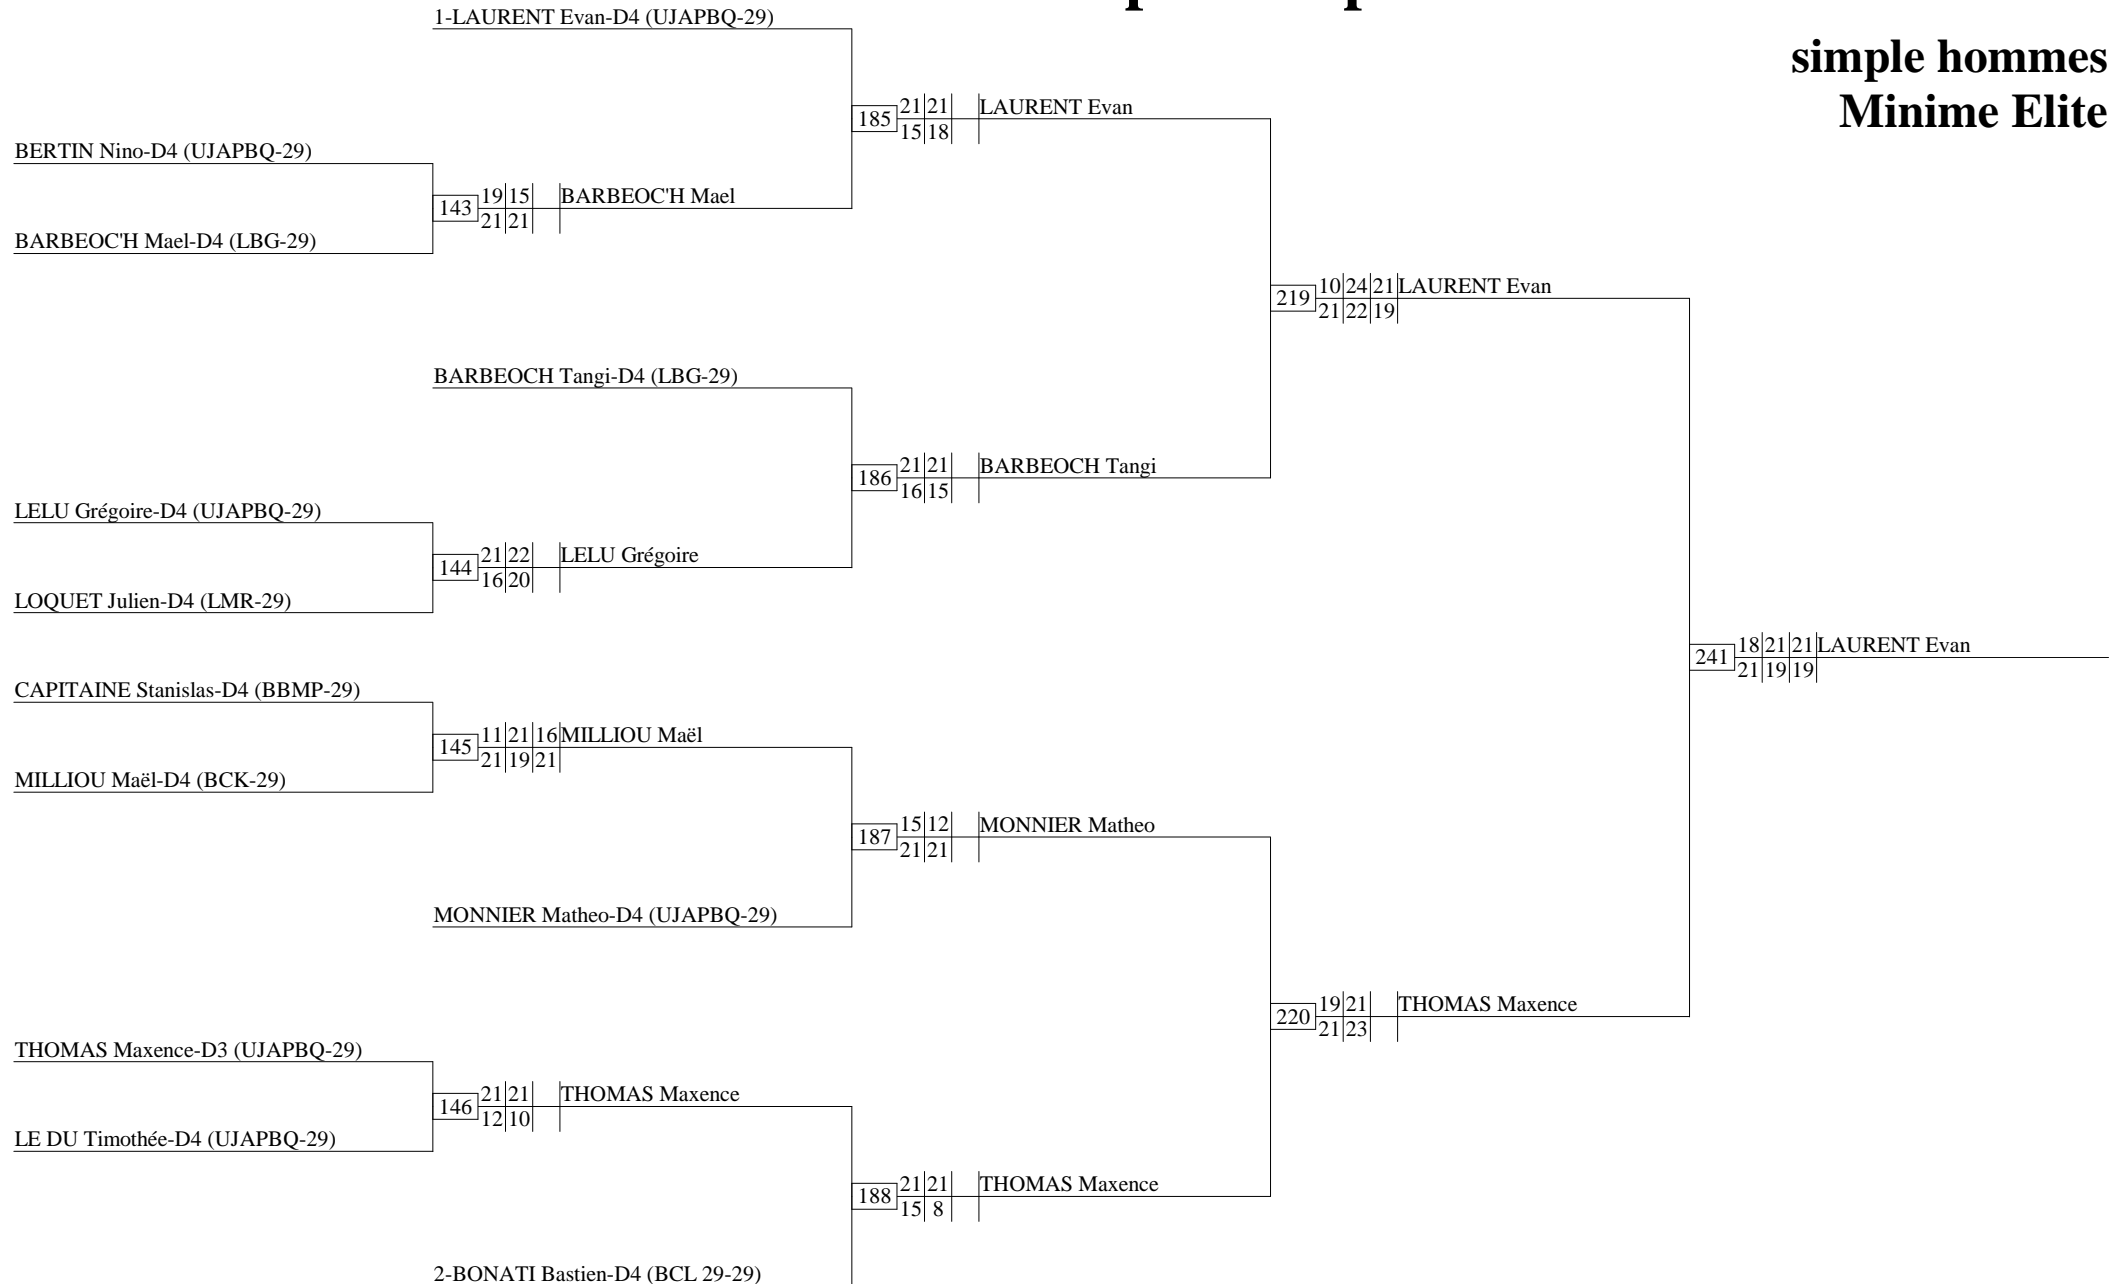 simple hommes
Minime Elite
1-LAURENT Evan-D4 (UJAPBQ-29)
185 21 21 LAURENT Evan
15 18
BERTIN Nino-D4 (UJAPBQ-29)
143 19 15 BARBEOC'H Mael
21 21
BARBEOC'H Mael-D4 (LBG-29)
219 10 24 21 LAURENT Evan
21 22 19
BARBEOCH Tangi-D4 (LBG-29)
186 21 21 BARBEOCH Tangi
16 15
LELU Grégoire-D4 (UJAPBQ-29)
144 21 22 LELU Grégoire
16 20
LOQUET Julien-D4 (LMR-29)
241 18 21 21 LAURENT Evan
21 19 19
CAPITAINE Stanislas-D4 (BBMP-29)
145 11 21 16 MILLIOU Maël
21 19 21
MILLIOU Maël-D4 (BCK-29)
187 15 12 MONNIER Matheo
21 21
MONNIER Matheo-D4 (UJAPBQ-29)
220 19 21 THOMAS Maxence
21 23
THOMAS Maxence-D3 (UJAPBQ-29)
146 21 21 THOMAS Maxence
12 10
LE DU Timothée-D4 (UJAPBQ-29)
188 21 21 THOMAS Maxence
15 8
2-BONATI Bastien-D4 (BCL 29-29)